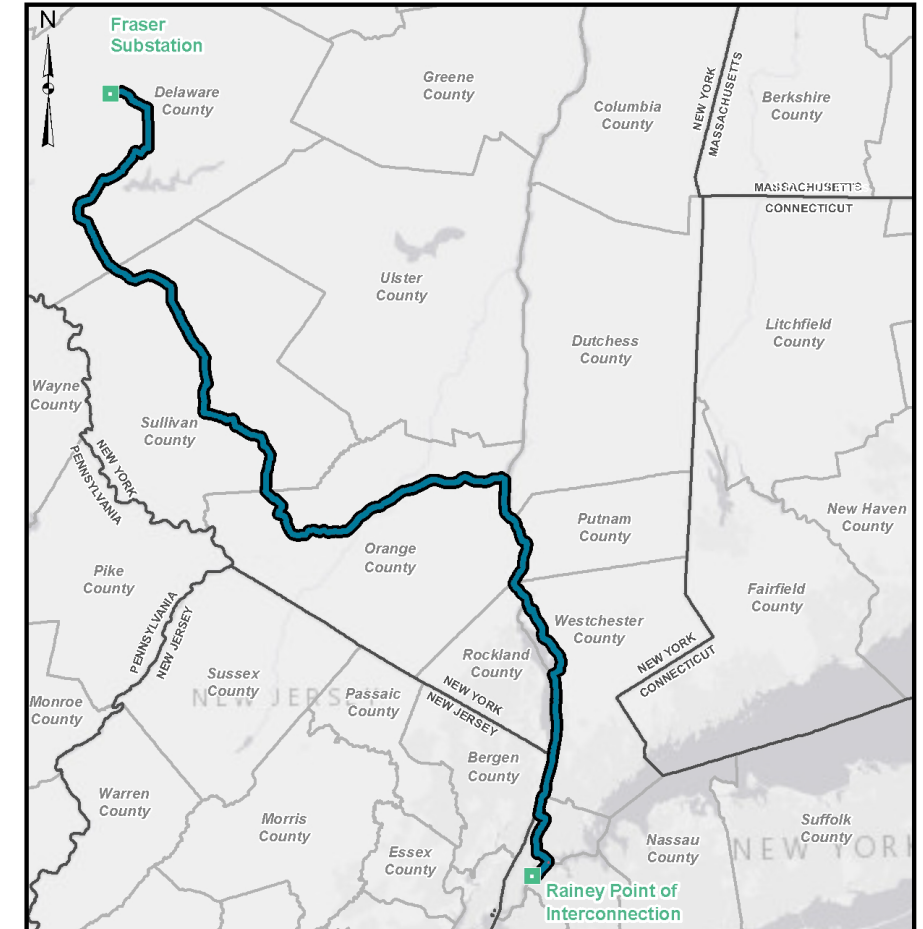 N
Fraser
Substation
Delaware
County
Greene
County
Columbia
County
NEW YORK
MASSACHUSETTS
Berkshire
County
MASSACHUSETTS
CONNECTICUT
Ulster
County
Litchfield
County
Dutchess
County
Wayne
County
Sullivan
County
NEW YORK
PENNSYLVANIA
New Haven
County
Putnam
County
Orange
County
Pike
County
Fairfield
County
PENNSYLVANIA
NEW JERSEY
Westchester
County
Rockland
County
NEW YORK
CONNECTICUT
Sussex
County
NEW JERSEY
Passaic
County
NEW YORK
NEW JERSEY
Monroe
County
Bergen
County
Warren
County
Morris
County
Suffolk
County
Nassau
County
NEW YOR
Essex
County
Rainey Point of
Interconnection